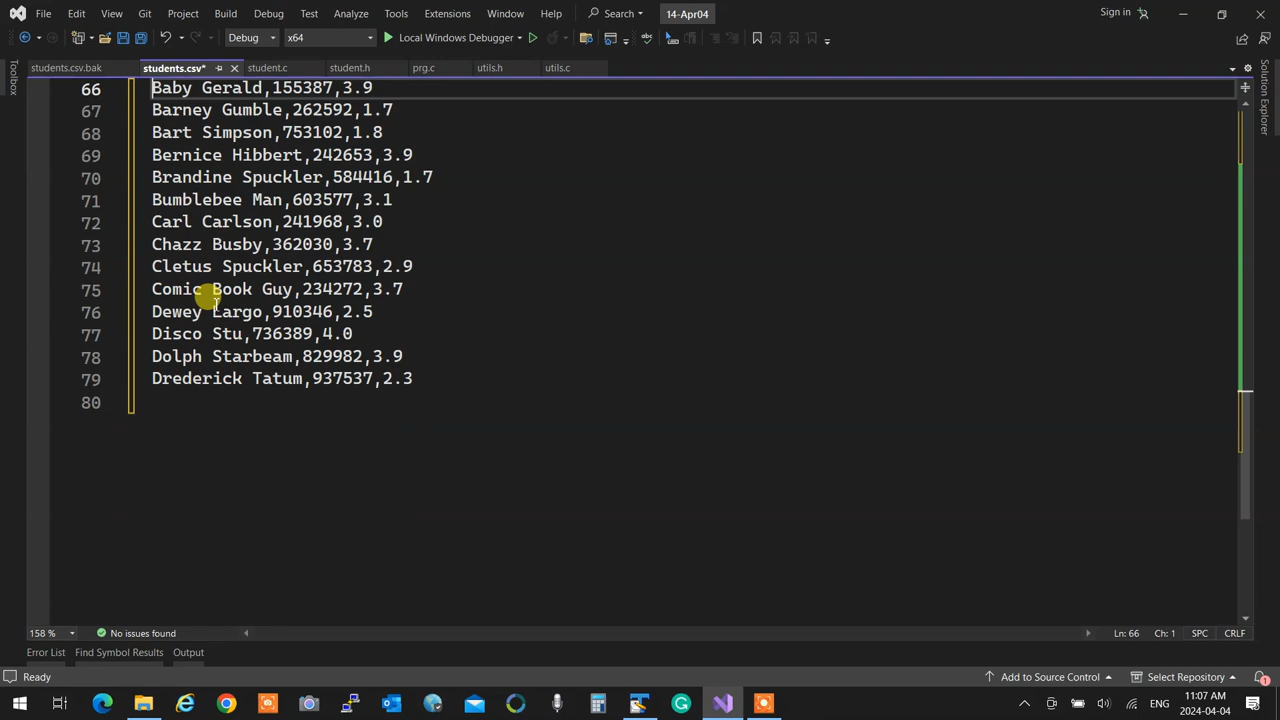 File Edit View Git Project Build Debug Test Analyze Tools Extensions Window Help Search 14-Apr04 Sign in
Debug x64 Local Windows Debugger
students.csv.bak students.csv* student.c student.h prg.c utils.h utils.c
Toolbox
Solution Explorer
66 Baby Gerald,155387,3.9
67 Barney Gumble,262592,1.7
68 Bart Simpson,753102,1.8
69 Bernice Hibbert,242653,3.9
70 Brandine Spuckler,584416,1.7
71 Bumblebee Man,603577,3.1
72 Carl Carlson,241968,3.0
73 Chazz Busby,362030,3.7
74 Cletus Spuckler,653783,2.9
75 Comic Book Guy,234272,3.7
76 Dewey Largo,910346,2.5
77 Disco Stu,736389,4.0
78 Dolph Starbeam,829982,3.9
79 Drederick Tatum,937537,2.3
80
158 % No issues found Ln: 66 Ch: 1 SPC CRLF
Error List Find Symbol Results Output
Ready Add to Source Control Select Repository 1
ENG 11:07 AM
2024-04-04